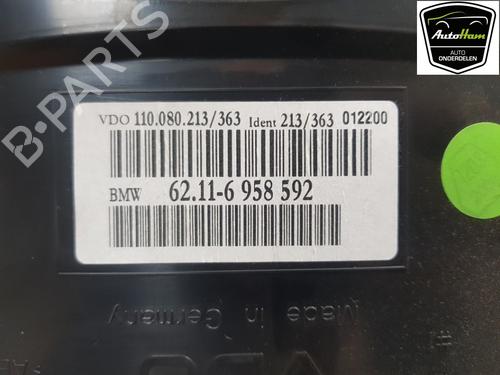 AutoHam
AUTO
ONDERDELEN
B-PARTS
VDO 110.080.213/363 Ident 213/363 012200
BMW 62.11-6 958 592
Made in
Germany
VDO